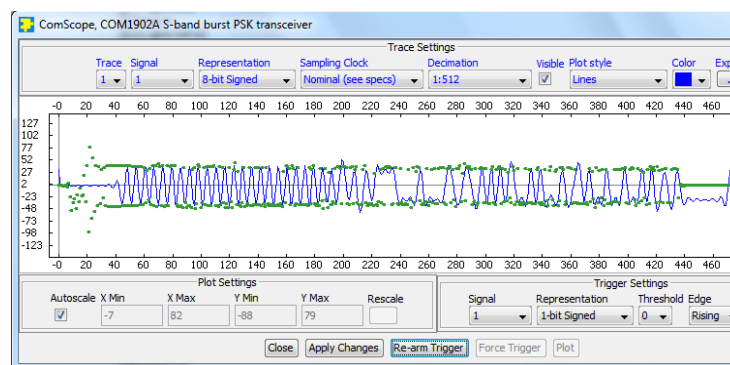 ComScope, COM1902A S-band burst PSK transceiver
Trace Settings
Trace Signal Representation Sampling Clock Decimation Visible Plot style Color Exp
1 1 8-bit Signed Nominal (see specs) 1:512 Lines
-0 20 40 60 80 100 120 140 160 180 200 220 240 260 280 300 320 340 360 380 400 420 440 460
127
102
77
52
27
2
-23
-48
-73
-98
-123
-0 20 40 60 80 100 120 140 160 180 200 220 240 260 280 300 320 340 360 380 400 420 440 460
Plot Settings
Autoscale X Min X Max Y Min Y Max Rescale
-7 82 -88 79
Trigger Settings
Signal Representation Threshold Edge
1 1-bit Signed 0 Rising
Close Apply Changes Re-arm Trigger Force Trigger Plot